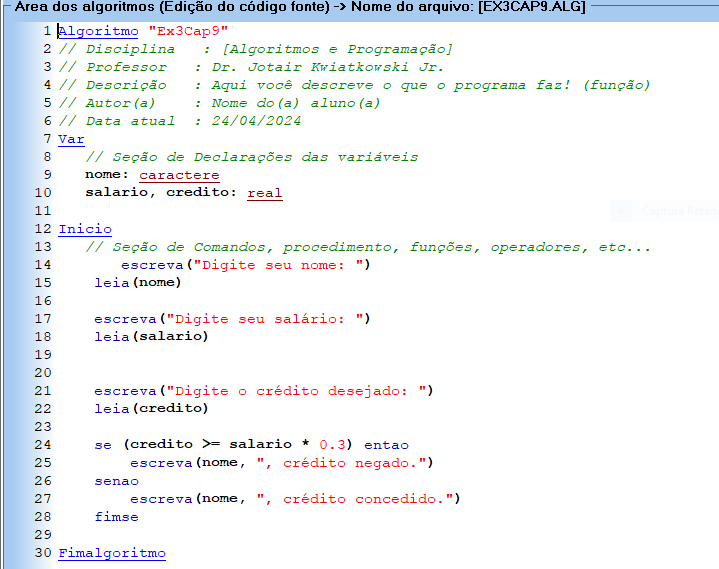 Área dos algoritmos (Edição do código fonte) -> Nome do arquivo: [EX3CAP9.ALG]
1 Algoritmo "Ex3Cap9"
2 // Disciplina   : [Algoritmos e Programação]
3 // Professor   : Dr. Jotair Kwiatkowski Jr.
4 // Descrição   : Aqui você descreve o que o programa faz! (função)
5 // Autor(a)    : Nome do(a) aluno(a)
6 // Data atual  : 24/04/2024
7 Var
8    // Seção de Declarações das variáveis
9    nome: caractere
10    salario, credito: real
11
12 Inicio
13    // Seção de Comandos, procedimento, funções, operadores, etc...
14        escreva("Digite seu nome: ")
15     leia(nome)
16
17     escreva("Digite seu salário: ")
18     leia(salario)
19
20
21     escreva("Digite o crédito desejado: ")
22     leia(credito)
23
24     se (credito >= salario * 0.3) entao
25         escreva(nome, ", crédito negado.")
26     senao
27         escreva(nome, ", crédito concedido.")
28     fimse
29
30 Fimalgoritmo